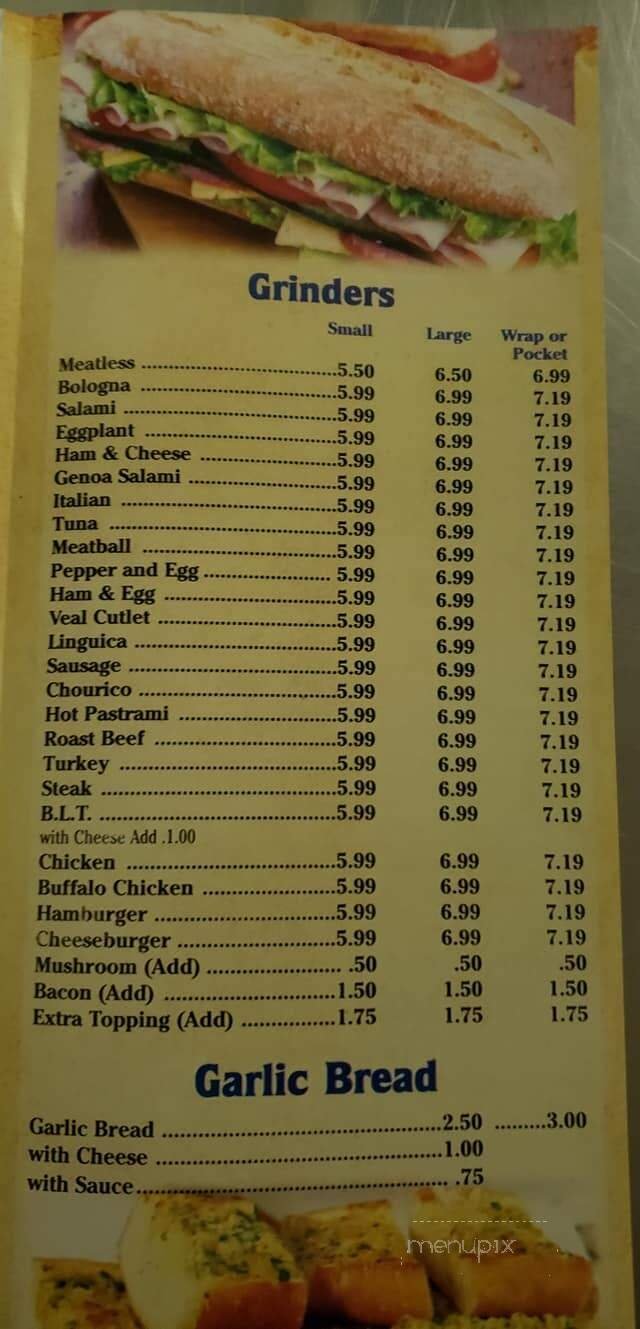 Grinders
Small Large Wrap or
Pocket
Meatless ..................................5.50 6.50 6.99
Bologna ..................................5.99 6.99 7.19
Salami ..................................5.99 6.99 7.19
Eggplant ..................................5.99 6.99 7.19
Ham & Cheese ........................5.99 6.99 7.19
Genoa Salami ..........................5.99 6.99 7.19
Italian ..................................5.99 6.99 7.19
Tuna ..................................5.99 6.99 7.19
Meatball ..................................5.99 6.99 7.19
Pepper and Egg ...................... 5.99 6.99 7.19
Ham & Egg ..............................5.99 6.99 7.19
Veal Cutlet ..............................5.99 6.99 7.19
Linguica ..................................5.99 6.99 7.19
Sausage ..................................5.99 6.99 7.19
Chourico ..................................5.99 6.99 7.19
Hot Pastrami ............................5.99 6.99 7.19
Roast Beef ..............................5.99 6.99 7.19
Turkey ..................................5.99 6.99 7.19
Steak ..................................5.99 6.99 7.19
B.L.T. ..................................5.99 6.99 7.19
with Cheese Add .1.00
Chicken ..................................5.99 6.99 7.19
Buffalo Chicken ........................5.99 6.99 7.19
Hamburger ..............................5.99 6.99 7.19
Cheeseburger ..........................5.99 6.99 7.19
Mushroom (Add) ...................... .50 .50 .50
Bacon (Add) ............................1.50 1.50 1.50
Extra Topping (Add) ................1.75 1.75 1.75
Garlic Bread
Garlic Bread ..........................................2.50 .........3.00
with Cheese ..........................................1.00
with Sauce.......................................... .75
menupix